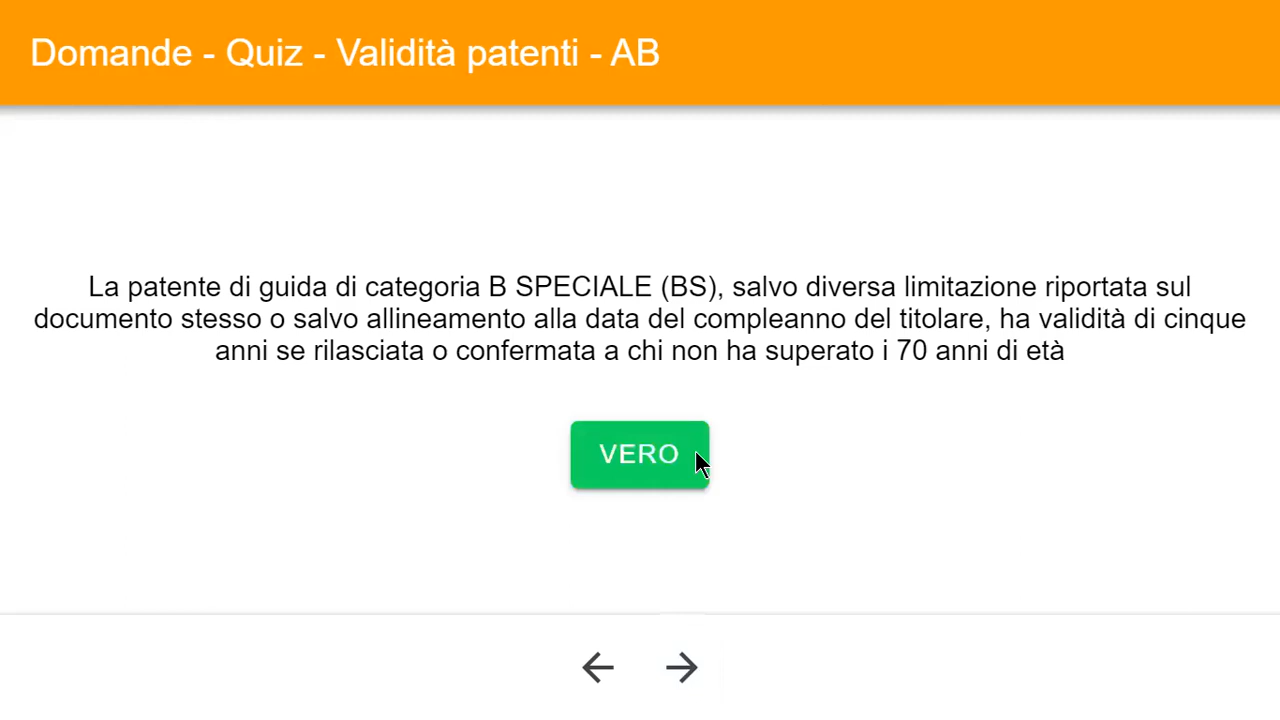 Domande - Quiz - Validità patenti - AB
La patente di guida di categoria B SPECIALE (BS), salvo diversa limitazione riportata sul
documento stesso o salvo allineamento alla data del compleanno del titolare, ha validità di cinque
anni se rilasciata o confermata a chi non ha superato i 70 anni di età
VERO